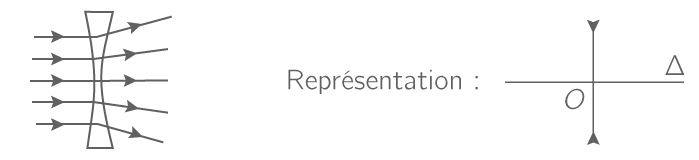 Représentation :
Δ
O